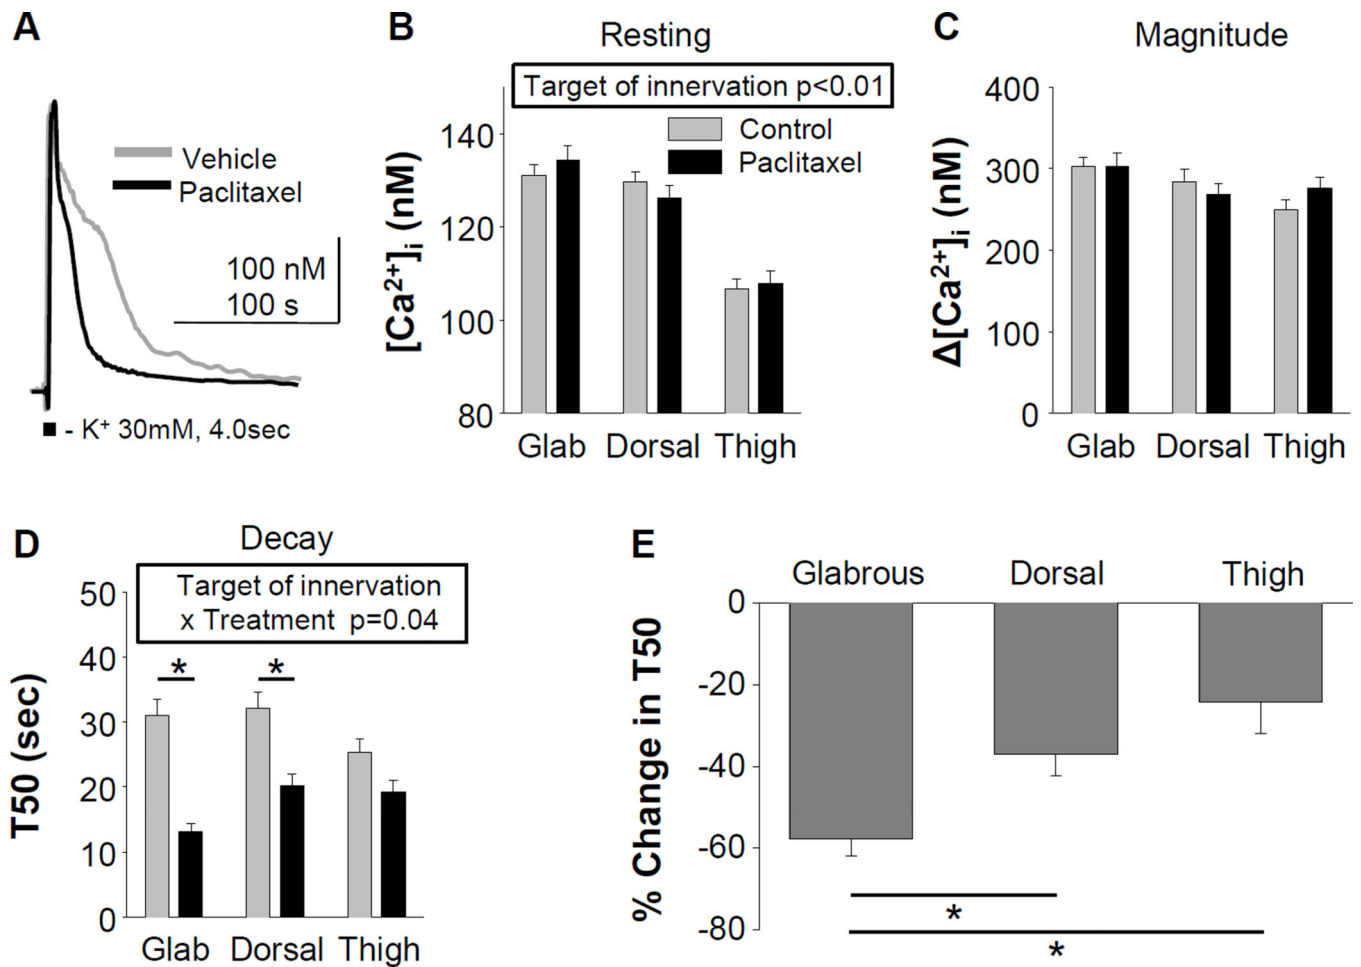 A
Vehicle
Paclitaxel
100 nM
100 s
■ - K⁺ 30mM, 4.0sec
B
Resting
Target of innervation p<0.01
Control
Paclitaxel
[Ca²⁺]ᵢ (nM)
140
120
100
80
Glab Dorsal Thigh
C
Magnitude
Δ[Ca²⁺]ᵢ (nM)
400
300
200
100
0
Glab Dorsal Thigh
D
Decay
Target of innervation
x Treatment p=0.04
T50 (sec)
50
40
30
20
10
0
* *
Glab Dorsal Thigh
E
Glabrous Dorsal Thigh
% Change in T50
0
-20
-40
-60
-80
*
*